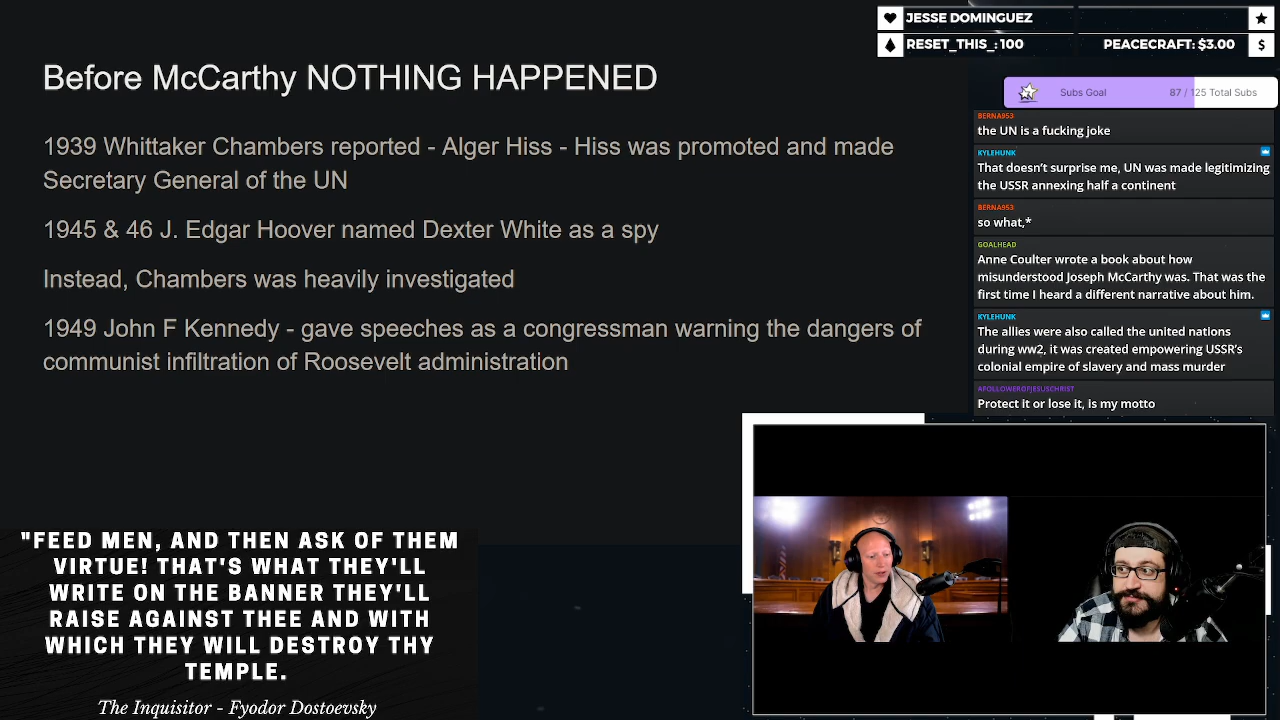 Before McCarthy NOTHING HAPPENED
1939 Whittaker Chambers reported - Alger Hiss - Hiss was promoted and made
Secretary General of the UN
1945 & 46 J. Edgar Hoover named Dexter White as a spy
Instead, Chambers was heavily investigated
1949 John F Kennedy - gave speeches as a congressman warning the dangers of
communist infiltration of Roosevelt administration
JESSE DOMINGUEZ
RESET_THIS_: 100
PEACECRAFT: $3.00
$
Subs Goal
87 / 125 Total Subs
BERNA953
the UN is a fucking joke
KYLEHUNK
That doesn't surprise me, UN was made legitimizing
the USSR annexing half a continent
BERNA953
so what,*
GOALHEAD
Anne Coulter wrote a book about how
misunderstood Joseph McCarthy was. That was the
first time I heard a different narrative about him.
KYLEHUNK
The allies were also called the united nations
during ww2, it was created empowering USSR's
colonial empire of slavery and mass murder
AFOLLOWEROFJESUSCHRIST
Protect it or lose it, is my motto
"FEED MEN, AND THEN ASK OF THEM
VIRTUE! THAT'S WHAT THEY'LL
WRITE ON THE BANNER THEY'LL
RAISE AGAINST THEE AND WITH
WHICH THEY WILL DESTROY THY
TEMPLE.
The Inquisitor - Fyodor Dostoevsky